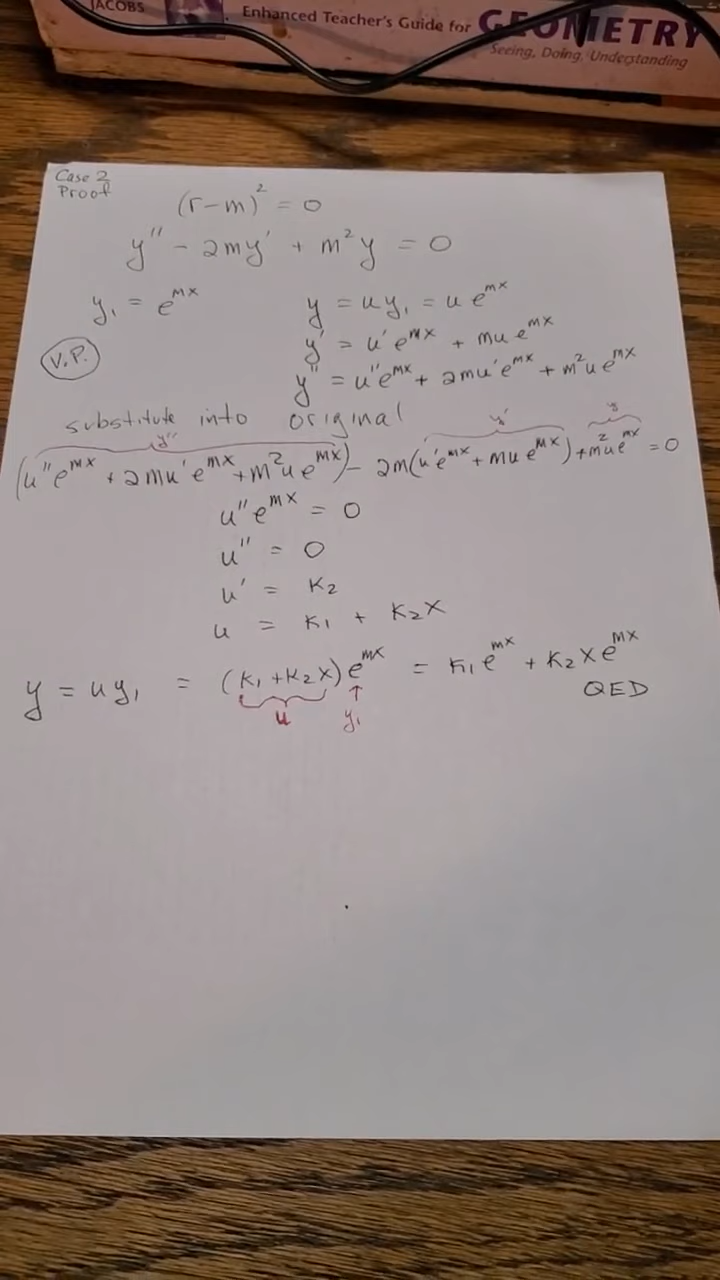 JACOBS
Enhanced Teacher's Guide for GEOMETRY
Seeing, Doing, Understanding
Case 2
Proof
(r-m)² = 0
y'' - 2my' + m²y = 0
y₁ = e^{mx}
y = uy₁ = ue^{mx}
y' = u'e^{mx} + mue^{mx}
V.P.
y'' = u''e^{mx} + 2mu'e^{mx} + m²ue^{mx}
substitute into original
y'' y' y
(u''e^{mx} + 2mu'e^{mx} + m²ue^{mx}) - 2m(u'e^{mx} + mue^{mx}) + m²ue^{mx} = 0
u''e^{mx} = 0
u'' = 0
u' = K₂
u = K₁ + K₂x
y = uy₁ = (K₁ + K₂x)e^{mx} = K₁e^{mx} + K₂xe^{mx}
u y₁
QED